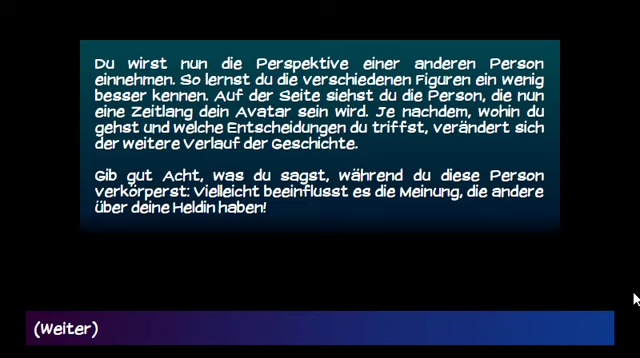 Du wirst nun die Perspektive einer anderen Person
einnehmen. So lernst du die verschiedenen Figuren ein wenig
besser kennen. Auf der Seite siehst du die Person, die nun
eine Zeitlang dein Avatar sein wird. Je nachdem, wohin du
gehst und welche Entscheidungen du triffst, verändert sich
der weitere Verlauf der Geschichte.
Gib gut Acht, was du sagst, während du diese Person
verkörperst: Vielleicht beeinflusst es die Meinung, die andere
über deine Heldin haben!
(Weiter)